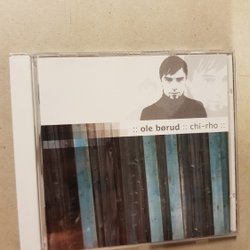 :: ole børud :: chi-rho ::